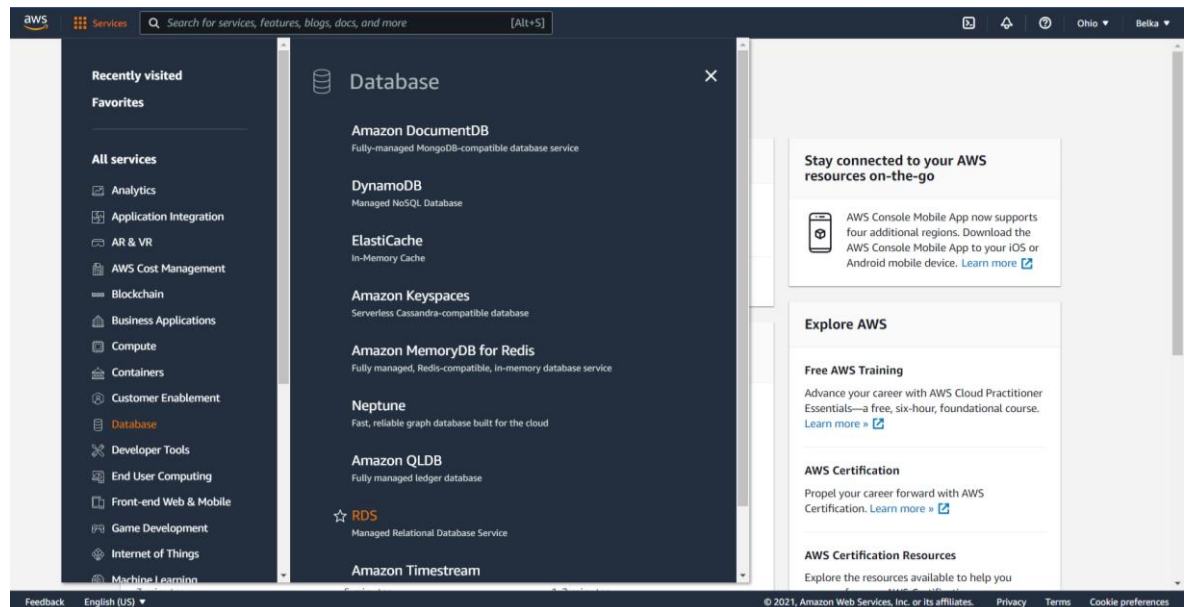 aws
Services
Search for services, features, blogs, docs, and more [Alt+S]
Ohio ▼
Belka ▼
Recently visited
Favorites
All services
Analytics
Application Integration
AR & VR
AWS Cost Management
Blockchain
Business Applications
Compute
Containers
Customer Enablement
Database
Developer Tools
End User Computing
Front-end Web & Mobile
Game Development
Internet of Things
Machine Learning
Database
Amazon DocumentDB
Fully-managed MongoDB-compatible database service
DynamoDB
Managed NoSQL Database
ElastiCache
In-Memory Cache
Amazon Keyspaces
Serverless Cassandra-compatible database
Amazon MemoryDB for Redis
Fully managed, Redis-compatible, in-memory database service
Neptune
Fast, reliable graph database built for the cloud
Amazon QLDB
Fully managed ledger database
RDS
Managed Relational Database Service
Amazon Timestream
Stay connected to your AWS
resources on-the-go
AWS Console Mobile App now supports
four additional regions. Download the
AWS Console Mobile App to your iOS or
Android mobile device. Learn more
Explore AWS
Free AWS Training
Advance your career with AWS Cloud Practitioner
Essentials—a free, six-hour, foundational course.
Learn more »
AWS Certification
Propel your career forward with AWS
Certification. Learn more »
AWS Certification Resources
Explore the resources available to help you
Feedback
English (US) ▼
© 2021, Amazon Web Services, Inc. or its affiliates.
Privacy
Terms
Cookie preferences